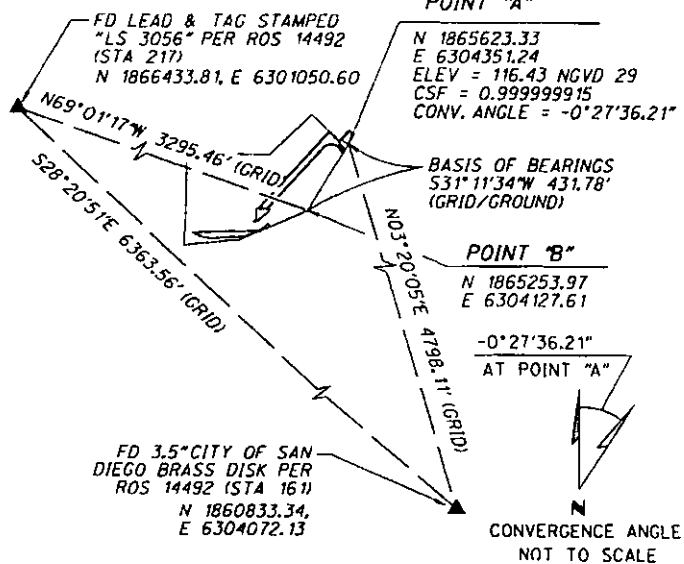 FD LEAD & TAG STAMPED
"LS 3056" PER ROS 14492
(STA 217)
N 1866433.81, E 6301050.60
POINT "A"
N 1865623.33
E 6304351.24
ELEV = 116.43 NGVD 29
CSF = 0.999999915
CONV. ANGLE = -0°27'36.21"
N69°01'17"W 3295.46' (GRID)
BASIS OF BEARINGS
S31°11'34"W 431.78'
(GRID/GROUND)
S28°20'51"E 6363.56' (GRID)
N03°20'05"E 4798.11' (GRID)
POINT "B"
N 1865253.97
E 6304127.61
-0°27'36.21"
AT POINT "A"
FD 3.5" CITY OF SAN
DIEGO BRASS DISK PER
ROS 14492 (STA 161)
N 1860833.34,
E 6304072.13
N
CONVERGENCE ANGLE
NOT TO SCALE